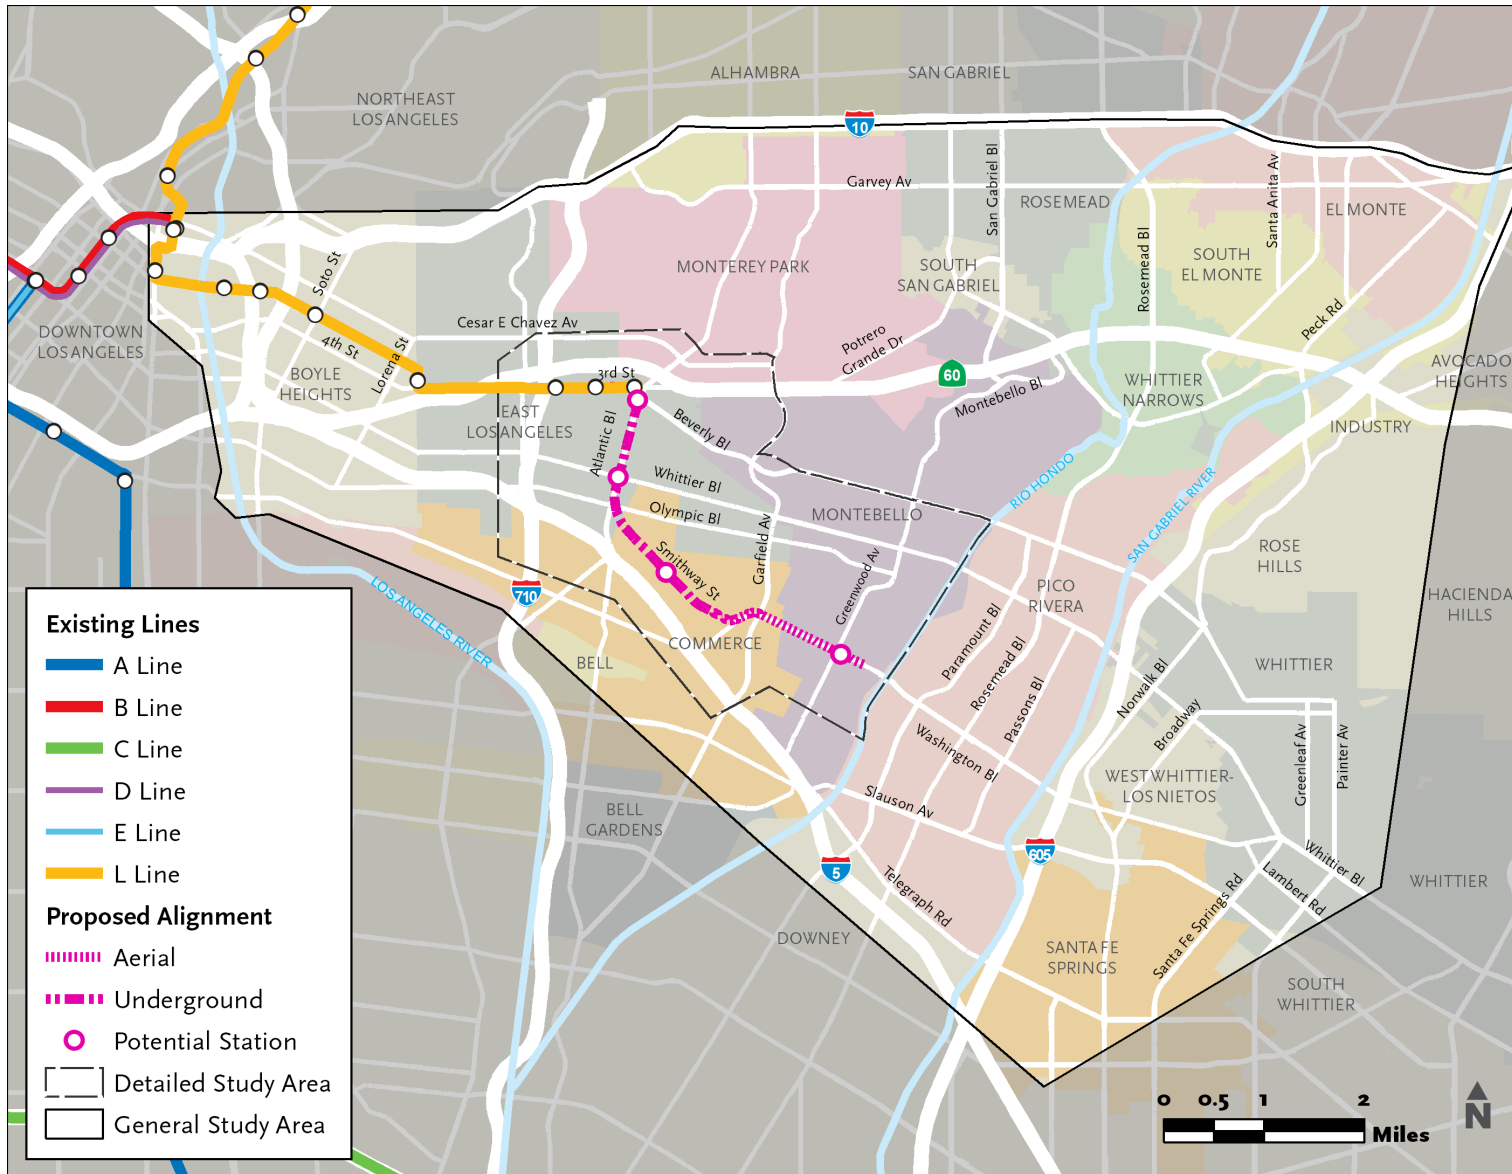 ALHAMBRA
SAN GABRIEL
NORTHEAST
LOS ANGELES
10
Garvey Av
San Gabriel Bl
ROSEMEAD
Santa Anita Av
EL MONTE
Rosemead Bl
SOUTH
EL MONTE
MONTEREY PARK
SOUTH
SAN GABRIEL
Soto St
Peck Rd
DOWNTOWN
LOS ANGELES
Cesar E Chavez Av
4th St
Lorena St
Potrero
Grande Dr
60
AVOCADO
HEIGHTS
BOYLE
HEIGHTS
3rd St
WHITTIER
NARROWS
Montebello Bl
EAST
LOS ANGELES
Atlantic Bl
Beverly Bl
INDUSTRY
Whittier Bl
RIO HONDO
SAN GABRIEL RIVER
Olympic Bl
MONTEBELLO
Garfield Av
Smithway St
Greenwood Av
ROSE
HILLS
710
PICO
RIVERA
HACIENDA
HILLS
LOS ANGELES RIVER
COMMERCE
BELL
Paramount Bl
Rosemead Bl
Passons Bl
Norwalk Bl
WHITTIER
Broadway
Washington Bl
Greenleaf Av
Painter Av
WEST WHITTIER-
LOS NIETOS
Slauson Av
BELL
GARDENS
5
605
Whittier Bl
Lambert Rd
WHITTIER
Telegraph Rd
Santa Fe Springs Rd
DOWNEY
SANTA FE
SPRINGS
SOUTH
WHITTIER
Existing Lines
A Line
B Line
C Line
D Line
E Line
L Line
Proposed Alignment
Aerial
Underground
Potential Station
Detailed Study Area
General Study Area
0 0.5 1 2
Miles
N